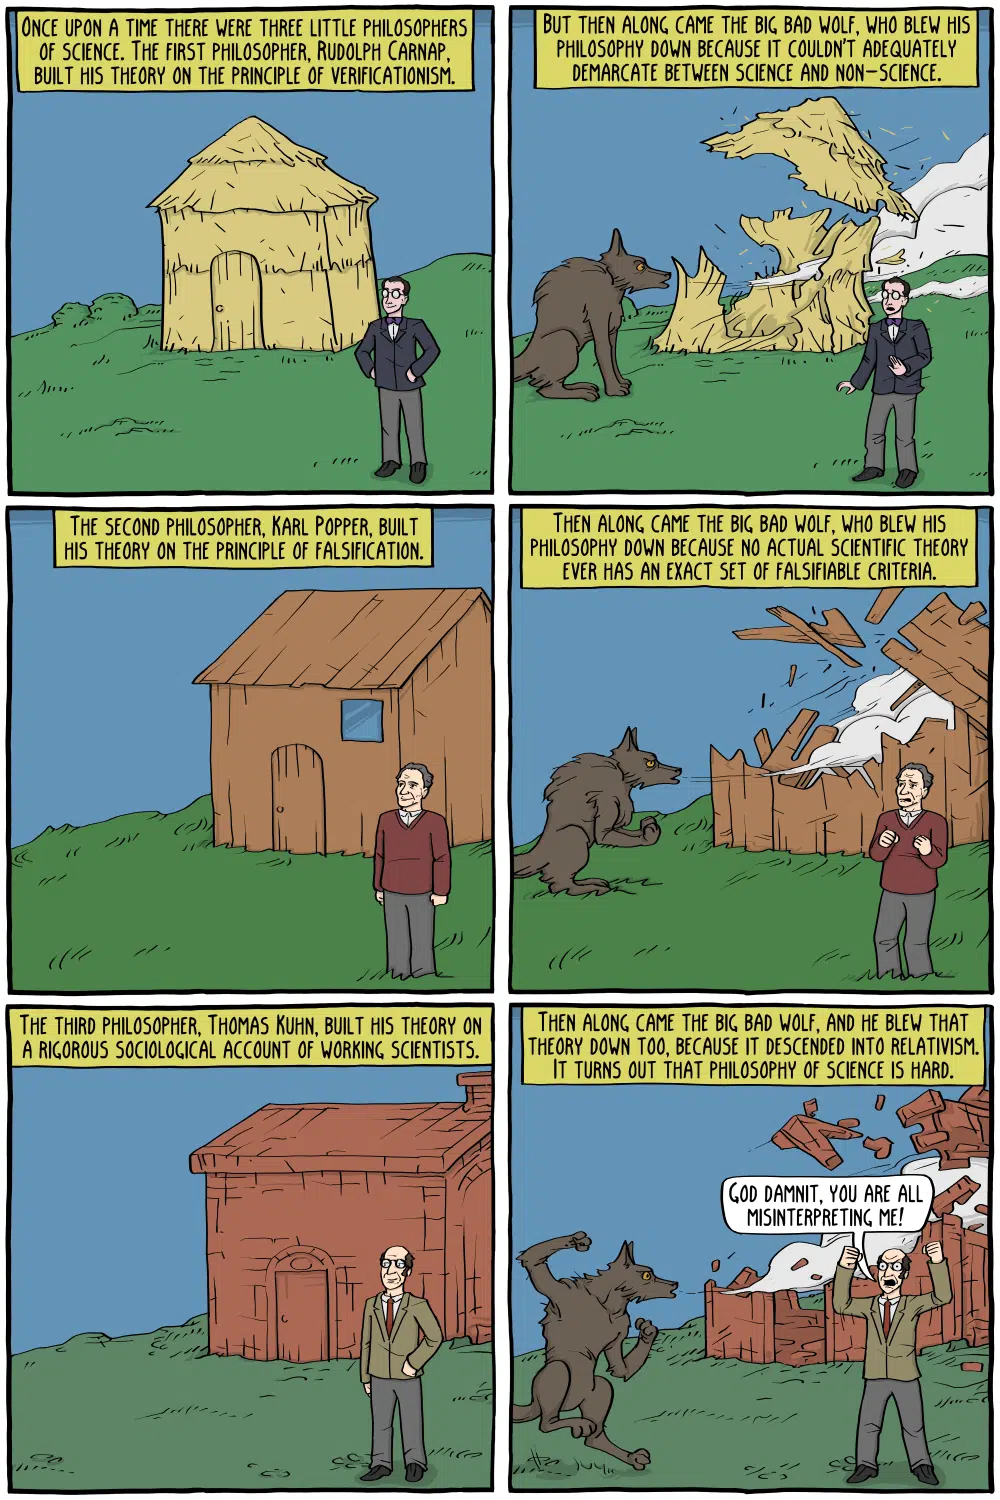 ONCE UPON A TIME THERE WERE THREE LITTLE PHILOSOPHERS
OF SCIENCE. THE FIRST PHILOSOPHER, RUDOLPH CARNAP,
BUILT HIS THEORY ON THE PRINCIPLE OF VERIFICATIONISM.
BUT THEN ALONG CAME THE BIG BAD WOLF, WHO BLEW HIS
PHILOSOPHY DOWN BECAUSE IT COULDN'T ADEQUATELY
DEMARCATE BETWEEN SCIENCE AND NON-SCIENCE.
THE SECOND PHILOSOPHER, KARL POPPER, BUILT
HIS THEORY ON THE PRINCIPLE OF FALSIFICATION.
THEN ALONG CAME THE BIG BAD WOLF, WHO BLEW HIS
PHILOSOPHY DOWN BECAUSE NO ACTUAL SCIENTIFIC THEORY
EVER HAS AN EXACT SET OF FALSIFIABLE CRITERIA.
THE THIRD PHILOSOPHER, THOMAS KUHN, BUILT HIS THEORY ON
A RIGOROUS SOCIOLOGICAL ACCOUNT OF WORKING SCIENTISTS.
THEN ALONG CAME THE BIG BAD WOLF, AND HE BLEW THAT
THEORY DOWN TOO, BECAUSE IT DESCENDED INTO RELATIVISM.
IT TURNS OUT THAT PHILOSOPHY OF SCIENCE IS HARD.
GOD DAMNIT, YOU ARE ALL
MISINTERPRETING ME!